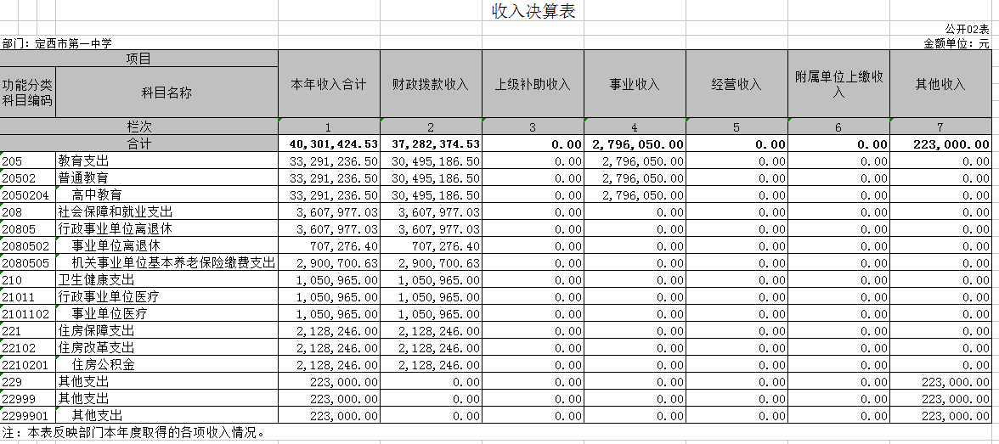 收入决算表
公开02表
部门：定西市第一中学 金额单位：元
项目
功能分类科目编码 科目名称 本年收入合计 财政拨款收入 上级补助收入 事业收入 经营收入 附属单位上缴收入 其他收入
栏次 1 2 3 4 5 6 7
合计 40,301,424.53 37,282,374.53 0.00 2,796,050.00 0.00 0.00 223,000.00
205 教育支出 33,291,236.50 30,495,186.50 0.00 2,796,050.00 0.00 0.00 0.00
20502 普通教育 33,291,236.50 30,495,186.50 0.00 2,796,050.00 0.00 0.00 0.00
2050204 高中教育 33,291,236.50 30,495,186.50 0.00 2,796,050.00 0.00 0.00 0.00
208 社会保障和就业支出 3,607,977.03 3,607,977.03 0.00 0.00 0.00 0.00 0.00
20805 行政事业单位离退休 3,607,977.03 3,607,977.03 0.00 0.00 0.00 0.00 0.00
2080502 事业单位离退休 707,276.40 707,276.40 0.00 0.00 0.00 0.00 0.00
2080505 机关事业单位基本养老保险缴费支出 2,900,700.63 2,900,700.63 0.00 0.00 0.00 0.00 0.00
210 卫生健康支出 1,050,965.00 1,050,965.00 0.00 0.00 0.00 0.00 0.00
21011 行政事业单位医疗 1,050,965.00 1,050,965.00 0.00 0.00 0.00 0.00 0.00
2101102 事业单位医疗 1,050,965.00 1,050,965.00 0.00 0.00 0.00 0.00 0.00
221 住房保障支出 2,128,246.00 2,128,246.00 0.00 0.00 0.00 0.00 0.00
22102 住房改革支出 2,128,246.00 2,128,246.00 0.00 0.00 0.00 0.00 0.00
2210201 住房公积金 2,128,246.00 2,128,246.00 0.00 0.00 0.00 0.00 0.00
229 其他支出 223,000.00 0.00 0.00 0.00 0.00 0.00 223,000.00
22999 其他支出 223,000.00 0.00 0.00 0.00 0.00 0.00 223,000.00
2299901 其他支出 223,000.00 0.00 0.00 0.00 0.00 0.00 223,000.00
注：本表反映部门本年度取得的各项收入情况。